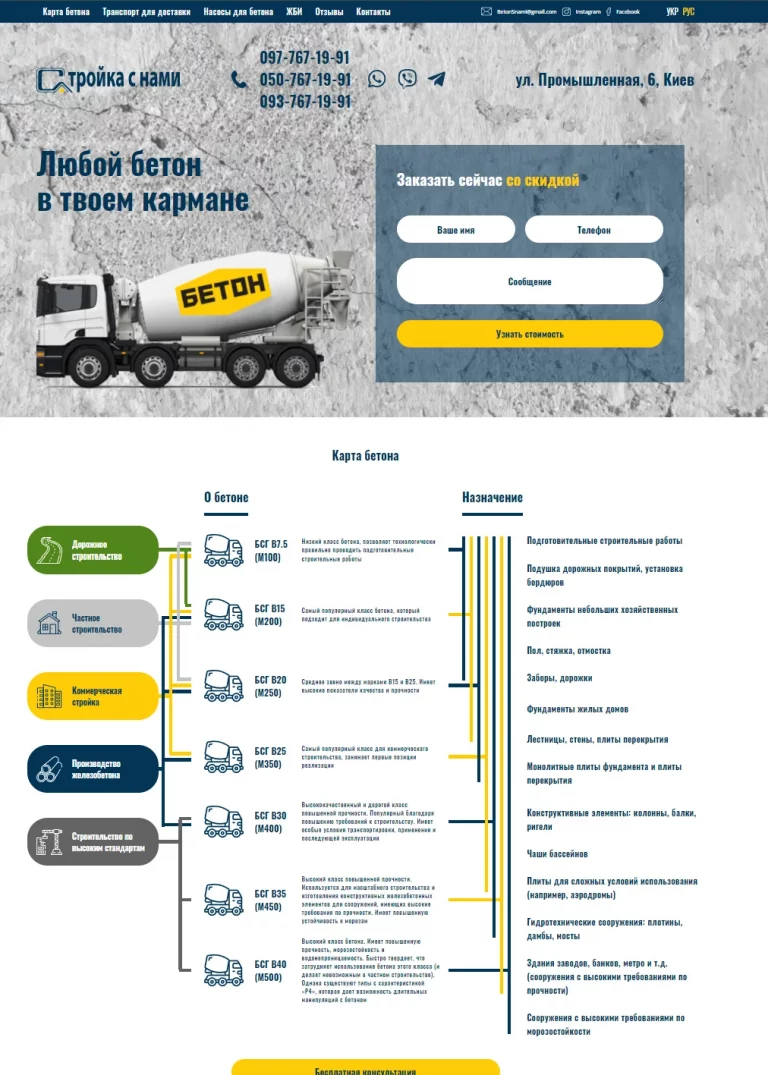 Карта бетона Транспорт для доставки Насосы для бетона ЖБИ Отзывы Контакты BetonSnami@gmail.com Instagram Facebook УКР РУС
097-767-19-91
тройка с нами 050-767-19-91 ул. Промышленная, 6, Киев
093-767-19-91
Любой бетон
в твоем кармане
Заказать сейчас со скидкой
Ваше имя Телефон
Сообщение
Узнать стоимость
БЕТОН
Карта бетона
О бетоне Назначение
Дорожное
строительство
Частное
строительство
Коммерческая
стройка
Производство
железобетона
Строительство по
высоким стандартам
БСГ В7.5
(М100)
Низкий класс бетона, позволяет технологически
правильно проводить подготовительные
строительные работы
БСГ В15
(М200)
Самый популярный класс бетона, который
подходит для индивидуального строительства
БСГ В20
(М250)
Среднее звено между марками В15 и В25. Имеет
высокие показатели качества и прочности
БСГ В25
(М350)
Самый популярный класс для коммерческого
строительства, занимает первые позиции
реализации
БСГ В30
(М400)
Высококачественный и дорогой класс
повышенной прочности. Популярный благодаря
повышению требований к строительству. Имеет
особые условия транспортировки, применения и
последующей эксплуатации
БСГ В35
(М450)
Высокий класс повышенной прочности.
Используется для масштабного строительства и
изготовления конструктивных железобетонных
элементов для сооружений, имеющих высокие
требования по прочности. Имеет повышенную
устойчивость к морозам
БСГ В40
(М500)
Высокий класс бетона. Имеет повышенную
прочность, морозостойкость и
водонепроницаемость. Быстро твердеет, что
затрудняет использование бетона этого класса (и
делает невозможным в частном строительстве).
Однако существуют типы с характеристикой
«Р4», которая дает возможность длительных
манипуляций с бетоном
Подготовительные строительные работы
Подушка дорожных покрытий, установка
бордюров
Фундаменты небольших хозяйственных
построек
Пол, стяжка, отмостка
Заборы, дорожки
Фундаменты жилых домов
Лестницы, стены, плиты перекрытия
Монолитные плиты фундамента и плиты
перекрытия
Конструктивные элементы: колонны, балки,
ригели
Чаши бассейнов
Плиты для сложных условий использования
(например, аэродромы)
Гидротехнические сооружения: плотины,
дамбы, мосты
Здания заводов, банков, метро и т.д.
(сооружения с высокими требованиями по
прочности)
Сооружения с высокими требованиями по
морозостойкости
Бесплатная консультация